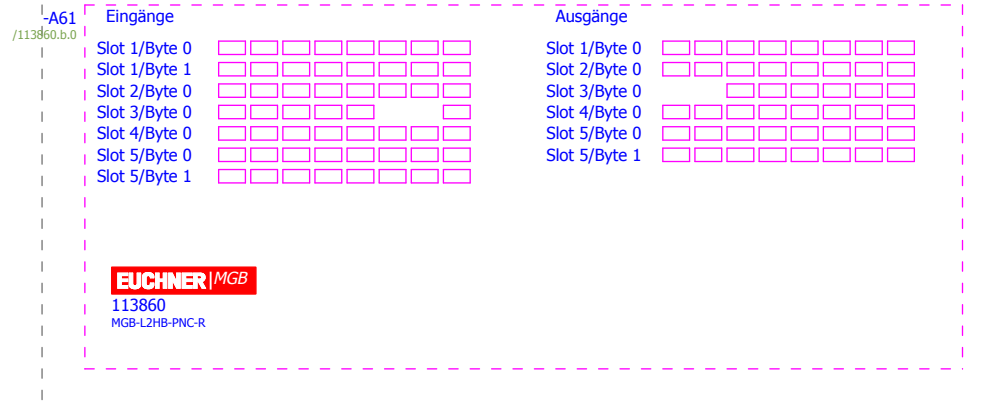 -A61
/113860.b.0
Eingänge
Slot 1/Byte 0
Slot 1/Byte 1
Slot 2/Byte 0
Slot 3/Byte 0
Slot 4/Byte 0
Slot 5/Byte 0
Slot 5/Byte 1
Ausgänge
Slot 1/Byte 0
Slot 2/Byte 0
Slot 3/Byte 0
Slot 4/Byte 0
Slot 5/Byte 0
Slot 5/Byte 1
EUCHNER|MGB
113860
MGB-L2HB-PNC-R